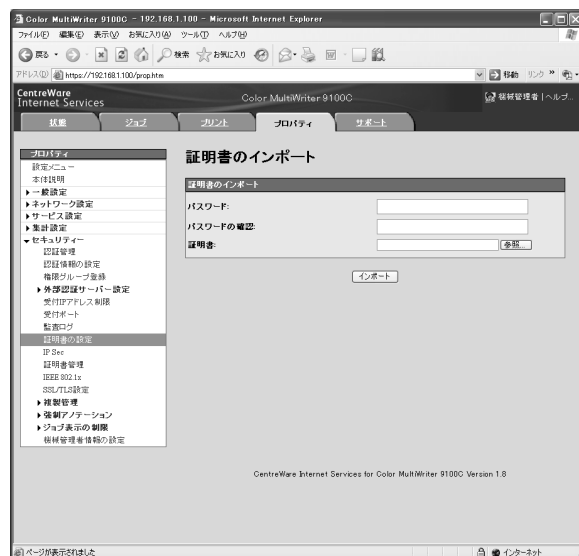 Color MultiWriter 9100C - 192.168.1.100 - Microsoft Internet Explorer
ファイル(F) 編集(E) 表示(V) お気に入り(A) ツール(T) ヘルプ(H)
戻る 検索 お気に入り
アドレス(D) https://192.168.1.100/prop.htm 移動 リンク »
CentreWare
Internet Services
Color MultiWriter 9100C
機械管理者 | ヘルプ...
状態 ジョブ プリント プロパティ サポート
プロパティ
設定メニュー
本体説明
一般設定
ネットワーク設定
サービス設定
集計設定
セキュリティー
認証管理
認証情報の設定
権限グループ登録
外部認証サーバー設定
受付IPアドレス制限
受付ポート
監査ログ
証明書の設定
IP Sec
証明書管理
IEEE 802.1x
SSL/TLS設定
複製管理
強制アノテーション
ジョブ表示の制限
機械管理者情報の設定
証明書のインポート
証明書のインポート
パスワード:
パスワードの確認:
証明書: 参照...
インポート
CentreWare Internet Services for Color MultiWriter 9100C Version 1.8
ページが表示されました インターネット